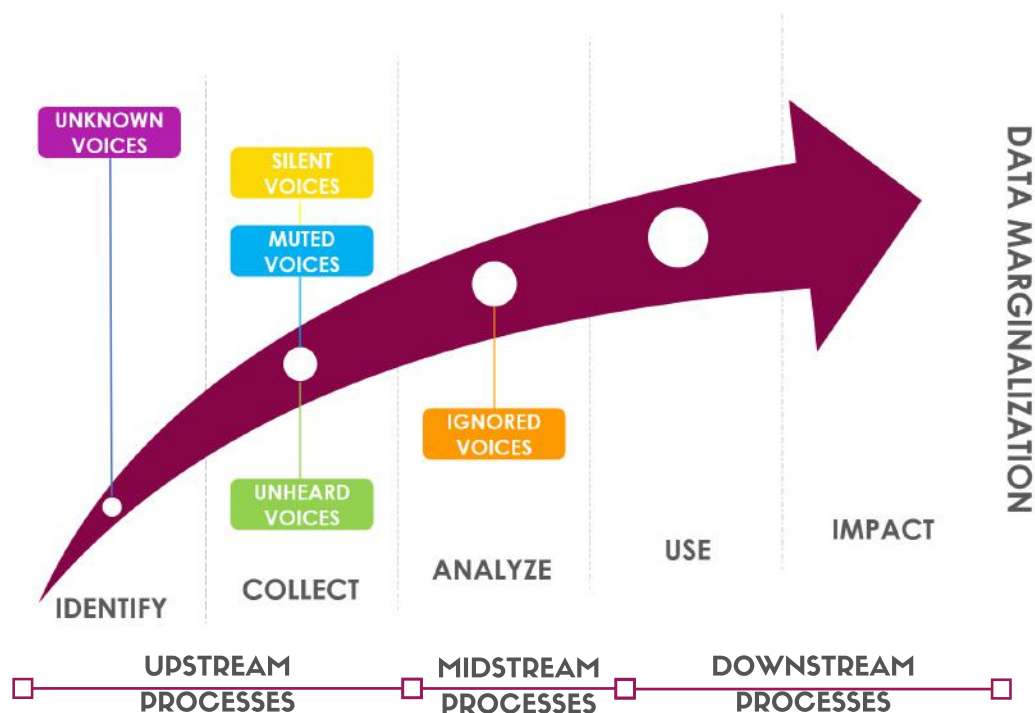 UNKNOWN
VOICES
SILENT
VOICES
MUTED
VOICES
UNHEARD
VOICES
IGNORED
VOICES
IDENTIFY
COLLECT
ANALYZE
USE
IMPACT
DATA MARGINALIZATION
UPSTREAM
PROCESSES
MIDSTREAM
PROCESSES
DOWNSTREAM
PROCESSES